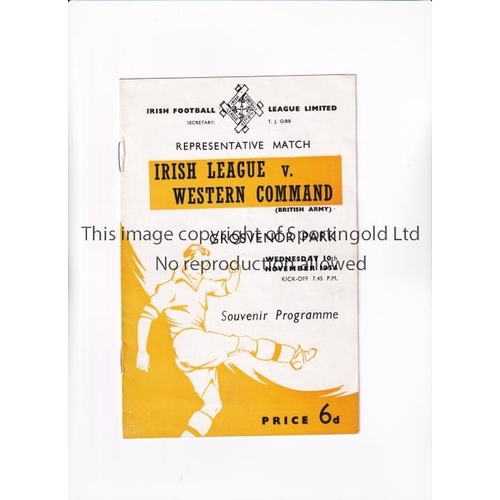 IRISH FOOTBALL LEAGUE LIMITED
SECRETARY: T. J. GIBB
REPRESENTATIVE MATCH
IRISH LEAGUE v.
WESTERN COMMAND
(BRITISH ARMY)
This image copyright of Sportingold Ltd
GROSVENOR PARK
No reproduction allowed
WEDNESDAY 10th
NOVEMBER
KICK-OFF 7.45 P.M.
Souvenir Programme
PRICE 6d